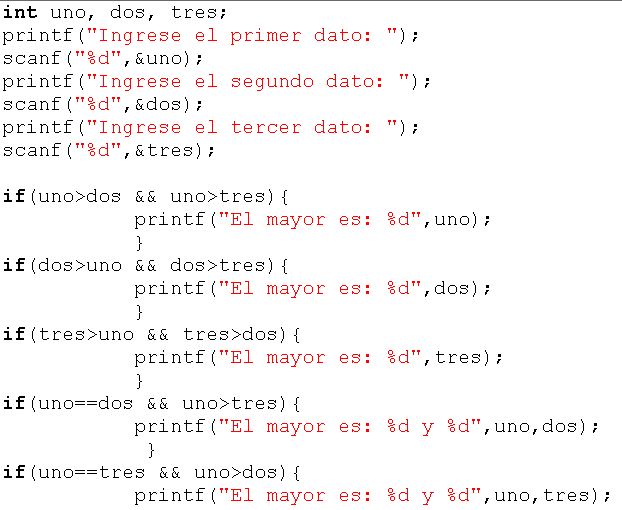 int uno, dos, tres;
printf("Ingrese el primer dato: ");
scanf("%d",&uno);
printf("Ingrese el segundo dato: ");
scanf("%d",&dos);
printf("Ingrese el tercer dato: ");
scanf("%d",&tres);

if(uno>dos && uno>tres){
          printf("El mayor es: %d",uno);
          }
if(dos>uno && dos>tres){
          printf("El mayor es: %d",dos);
          }
if(tres>uno && tres>dos){
          printf("El mayor es: %d",tres);
          }
if(uno==dos && uno>tres){
          printf("El mayor es: %d y %d",uno,dos);
           }
if(uno==tres && uno>dos){
          printf("El mayor es: %d y %d",uno,tres);